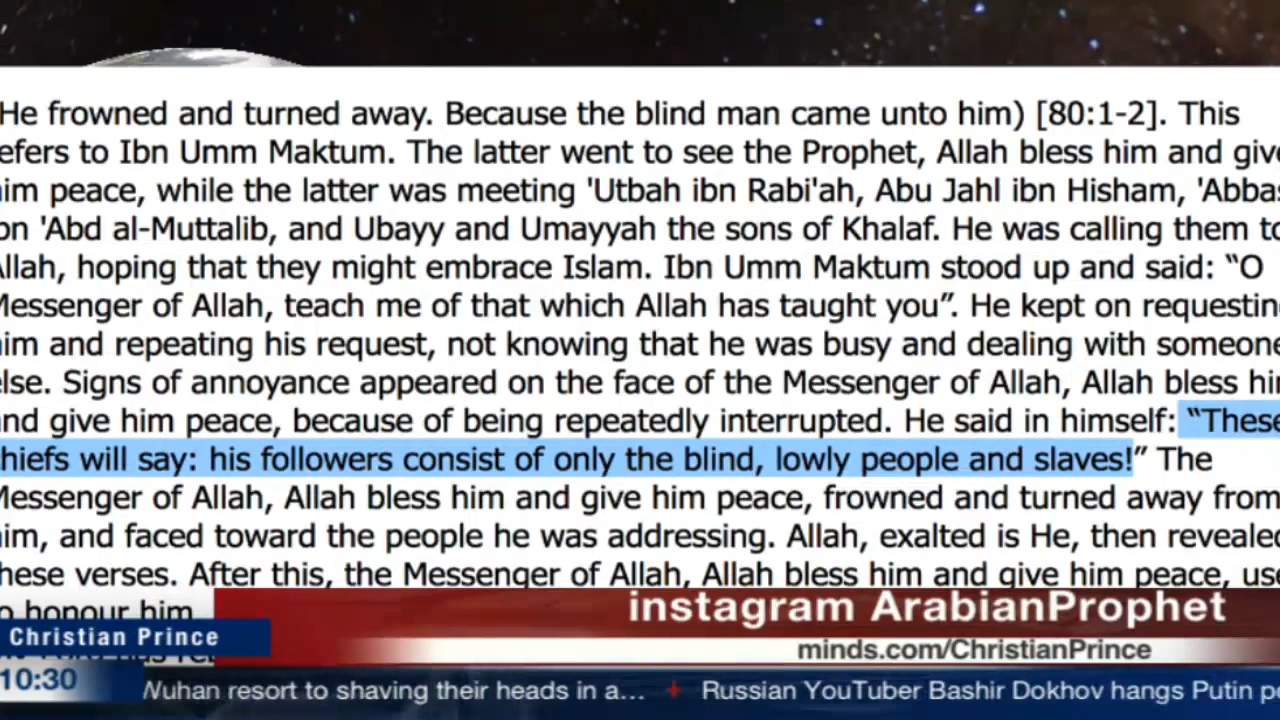 He frowned and turned away. Because the blind man came unto him) [80:1-2]. This
efers to Ibn Umm Maktum. The latter went to see the Prophet, Allah bless him and give
im peace, while the latter was meeting 'Utbah ibn Rabi'ah, Abu Jahl ibn Hisham, 'Abbas
bn 'Abd al-Muttalib, and Ubayy and Umayyah the sons of Khalaf. He was calling them to
Allah, hoping that they might embrace Islam. Ibn Umm Maktum stood up and said: “O
Messenger of Allah, teach me of that which Allah has taught you”. He kept on requestin
im and repeating his request, not knowing that he was busy and dealing with someone
else. Signs of annoyance appeared on the face of the Messenger of Allah, Allah bless hi
and give him peace, because of being repeatedly interrupted. He said in himself: “These
hiefs will say: his followers consist of only the blind, lowly people and slaves!” The
Messenger of Allah, Allah bless him and give him peace, frowned and turned away from
im, and faced toward the people he was addressing. Allah, exalted is He, then revealed
hese verses. After this, the Messenger of Allah, Allah bless him and give him peace, use
o honour him
instagram ArabianProphet
Christian Prince
minds.com/ChristianPrince
10:30
Wuhan resort to shaving their heads in a... Russian YouTuber Bashir Dokhov hangs Putin p